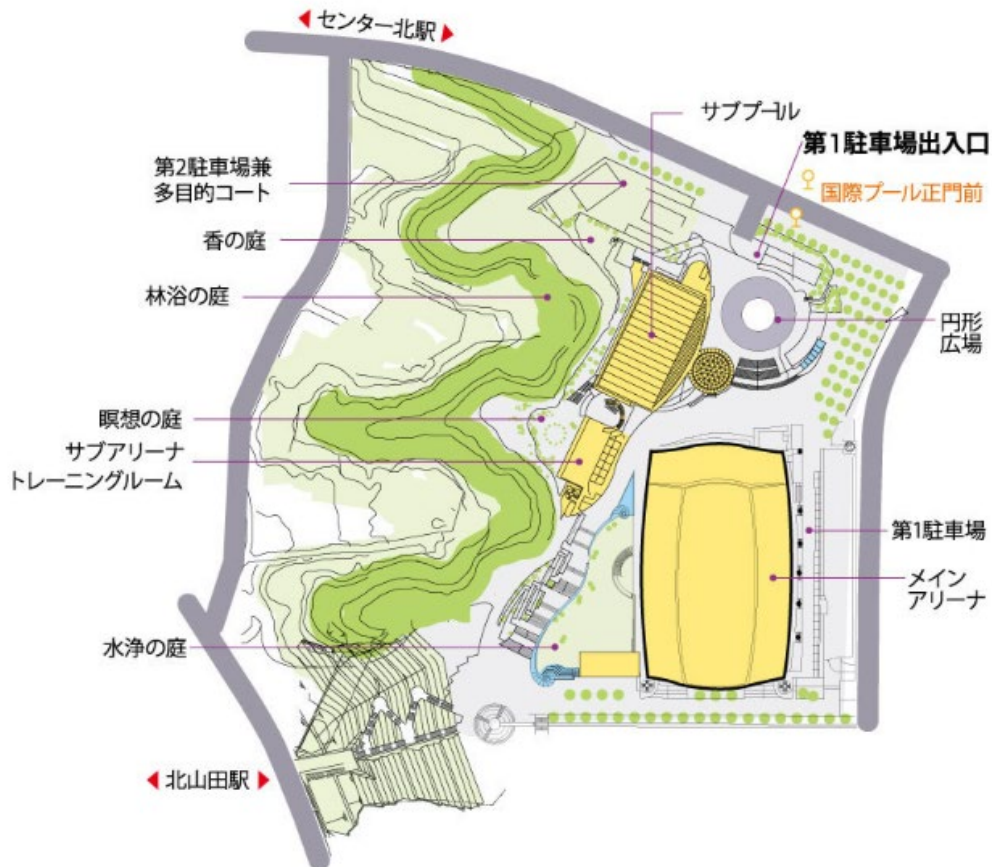 センター北駅
サブプール
第1駐車場出入口
国際プール正門前
第2駐車場兼
多目的コート
香の庭
林浴の庭
円形
広場
瞑想の庭
サブアリーナ
トレーニングルーム
第1駐車場
メイン
アリーナ
水浄の庭
北山田駅